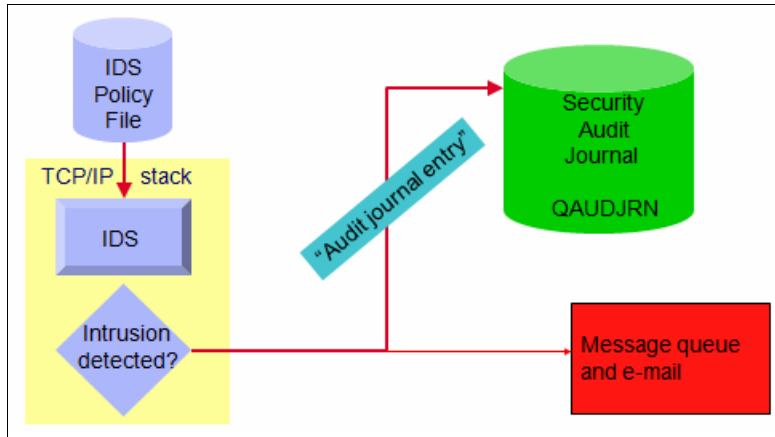 IDS
Policy
File
TCP/IP stack
IDS
Intrusion
detected?
"Audit journal entry"
Security
Audit
Journal
QAUDJRN
Message queue
and e-mail